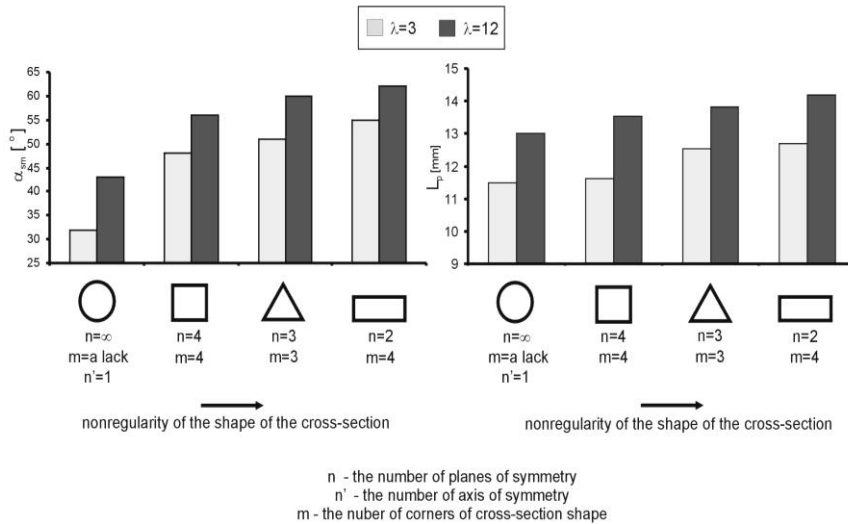 λ=3 λ=12
α sm [°]
65
60
55
50
45
40
35
30
25
n=∞ n=4 n=3 n=2
m=a lack m=4 m=3 m=4
n'=1
nonregularity of the shape of the cross-section
Lp [mm]
15
14
13
12
11
10
9
n=∞ n=4 n=3 n=2
m=a lack m=4 m=3 m=4
n'=1
nonregularity of the shape of the cross-section
n - the number of planes of symmetry
n' - the number of axis of symmetry
m - the nuber of corners of cross-section shape